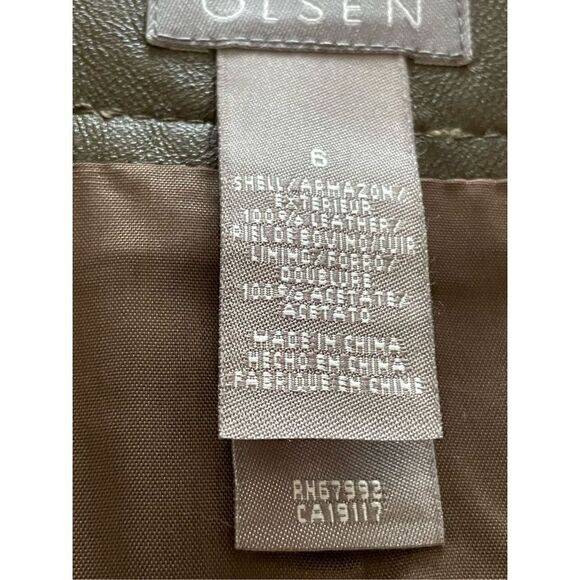 OLSEN
6
SHELL/ARMAZON/
EXTERIEUR
100% LEATHER/
PIEL DE BOVINO/CUIR
LINING/FORRO/
DOUBLURE
100% ACETATE/
ACETATO
MADE IN CHINA
HECHO EN CHINA
FABRIQUE EN CHINE
RH67992
CA19117